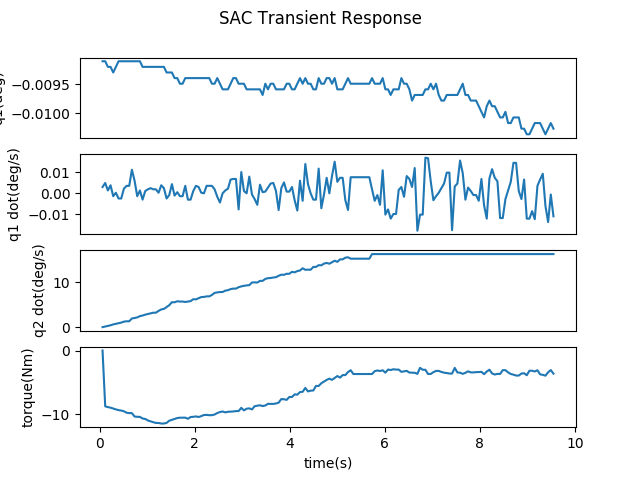 SAC Transient Response
−0.0095
−0.0100
0.01
0.00
−0.01
q1 dot(deg/s)
10
0
q2 dot(deg/s)
0
−10
torque(Nm)
0 2 4 6 8 10
time(s)